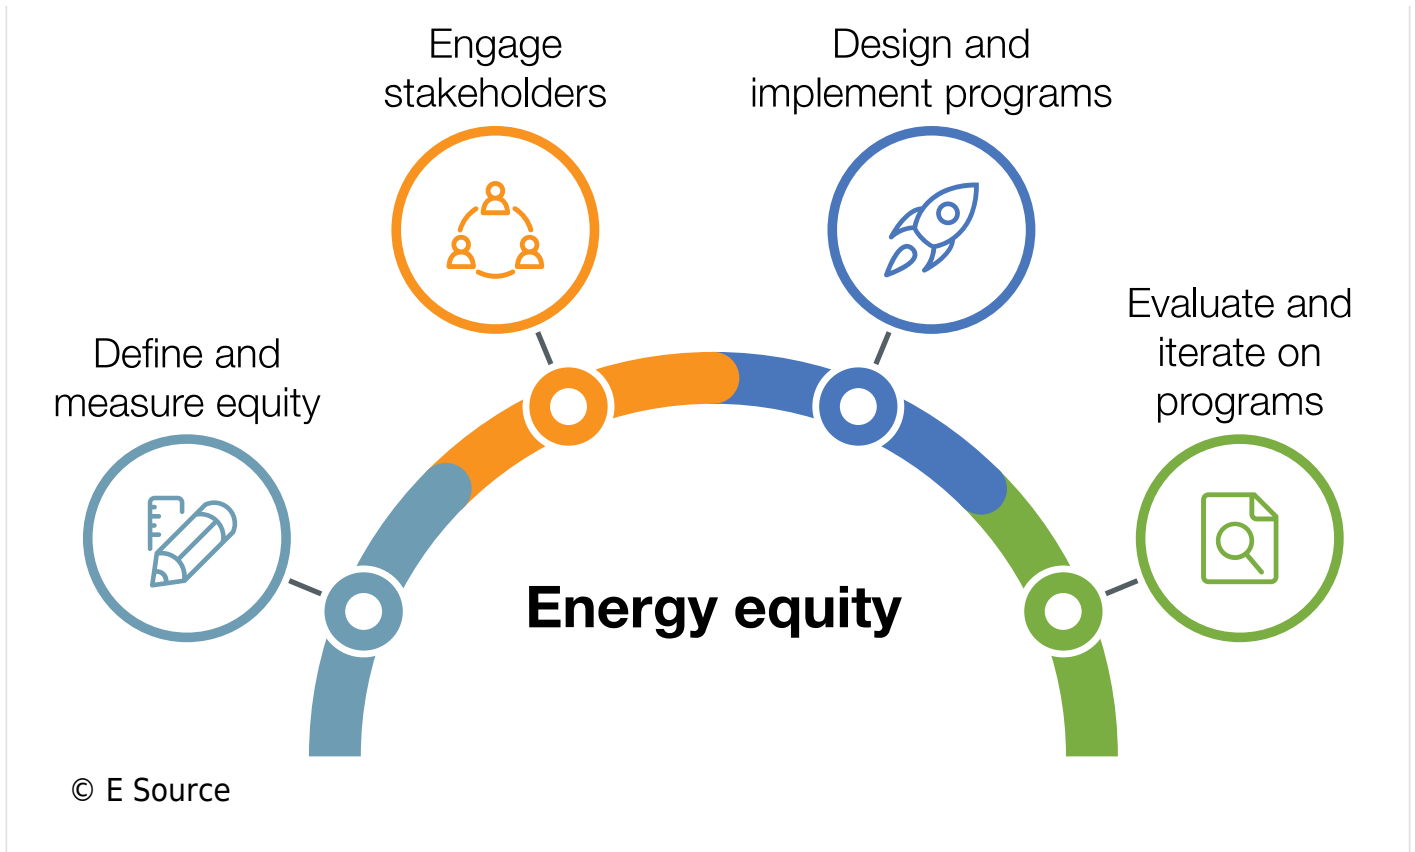 Define and
measure equity
Engage
stakeholders
Design and
implement programs
Evaluate and
iterate on
programs
Energy equity
© E Source